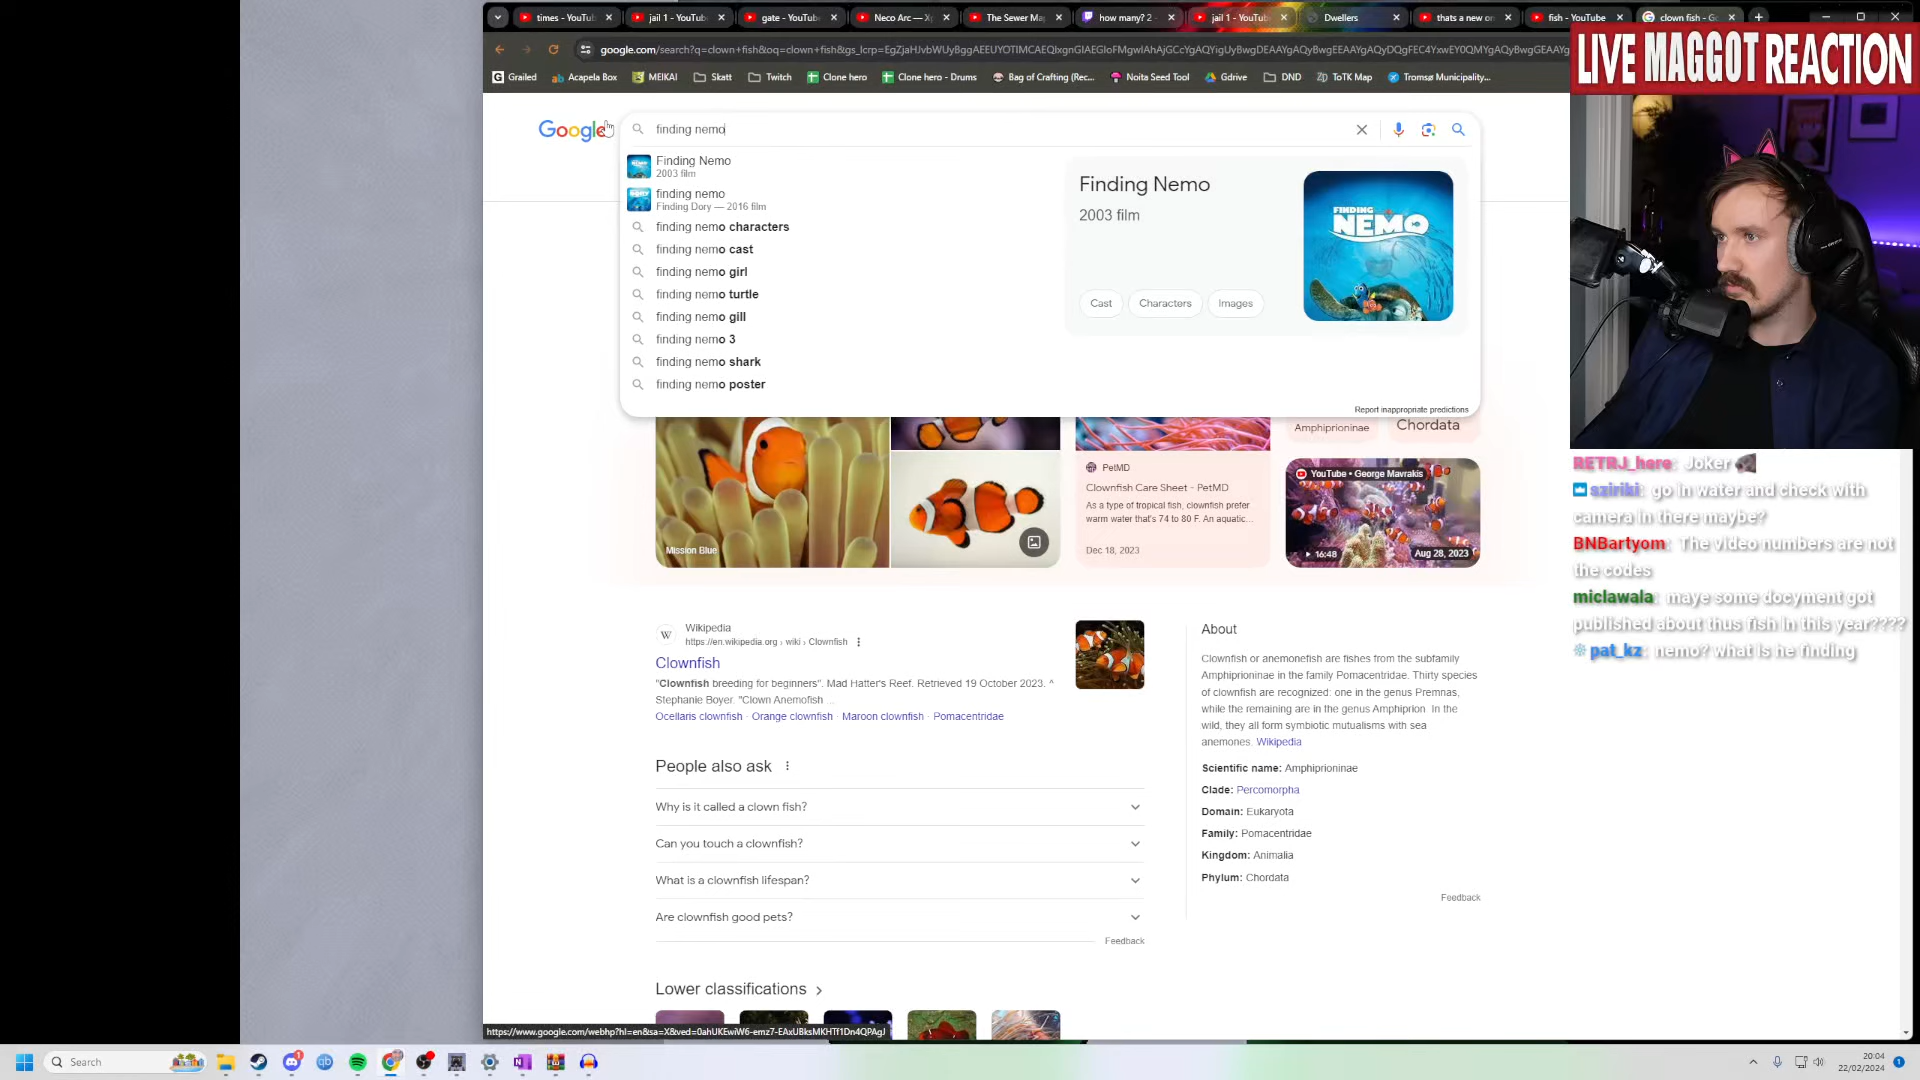 times - YouTub
jail 1 - YouTube
gate - YouTube
Neco Arc — Xp
The Sewer Ma
how many? 2 -
jail 1 - YouTube
Dwellers
thats a new on
fish - YouTube
clown fish - Go
Grailed
Acapela Box
MEIKAI
Skatt
Twitch
Clone hero
Clone hero - Drums
Bag of Crafting (Rec...
Noita Seed Tool
Gdrive
DND
ToTK Map
Tromsø Municipality...
LIVE MAGGOT REACTION
Google
finding nemo
Finding Nemo
2003 film
finding nemo
Finding Dory — 2016 film
finding nemo characters
finding nemo cast
finding nemo girl
finding nemo turtle
finding nemo gill
finding nemo 3
finding nemo shark
finding nemo poster
Finding Nemo
2003 film
Cast
Characters
Images
FINDING
NEMO
Report inappropriate predictions
Mission Blue
PetMD
Clownfish Care Sheet - PetMD
As a type of tropical fish, clownfish prefer
warm water that's 74 to 80 F. An aquatic...
Dec 18, 2023
Amphiprioninae
Chordata
YouTube • George Mavrakis
16:48
Aug 28, 2023
RETRJ_here: Joker
sziriki: go in water and check with
camera in there maybe?
BNBartyom: The video numbers are not
the codes
miclawala: maye some docyment got
published about thus fish in this year????
pat_kz: nemo? what is he finding
W
Wikipedia
https://en.wikipedia.org › wiki › Clownfish
Clownfish
"Clownfish breeding for beginners". Mad Hatter's Reef. Retrieved 19 October 2023. ^
Stephanie Boyer. "Clown Anemofish ...
Ocellaris clownfish · Orange clownfish · Maroon clownfish · Pomacentridae
People also ask
Why is it called a clown fish?
Can you touch a clownfish?
What is a clownfish lifespan?
Are clownfish good pets?
Feedback
Lower classifications
About
Clownfish or anemonefish are fishes from the subfamily
Amphiprioninae in the family Pomacentridae. Thirty species
of clownfish are recognized: one in the genus Premnas,
while the remaining are in the genus Amphiprion. In the
wild, they all form symbiotic mutualisms with sea
anemones. Wikipedia
Scientific name: Amphiprioninae
Clade: Percomorpha
Domain: Eukaryota
Family: Pomacentridae
Kingdom: Animalia
Phylum: Chordata
Feedback
Search
20:04
22/02/2024